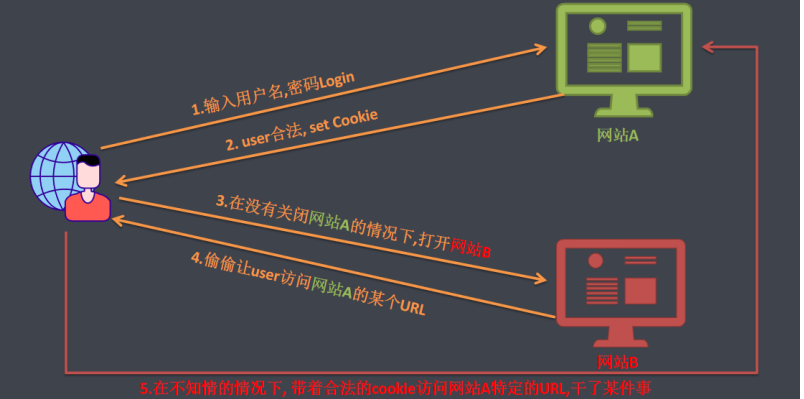 1.输入用户名,密码Login
2. user合法, set Cookie
网站A
3.在没有关闭网站A的情况下,打开网站B
4.偷偷让user访问网站A的某个URL
网站B
5.在不知情的情况下, 带着合法的cookie访问网站A特定的URL,干了某件事